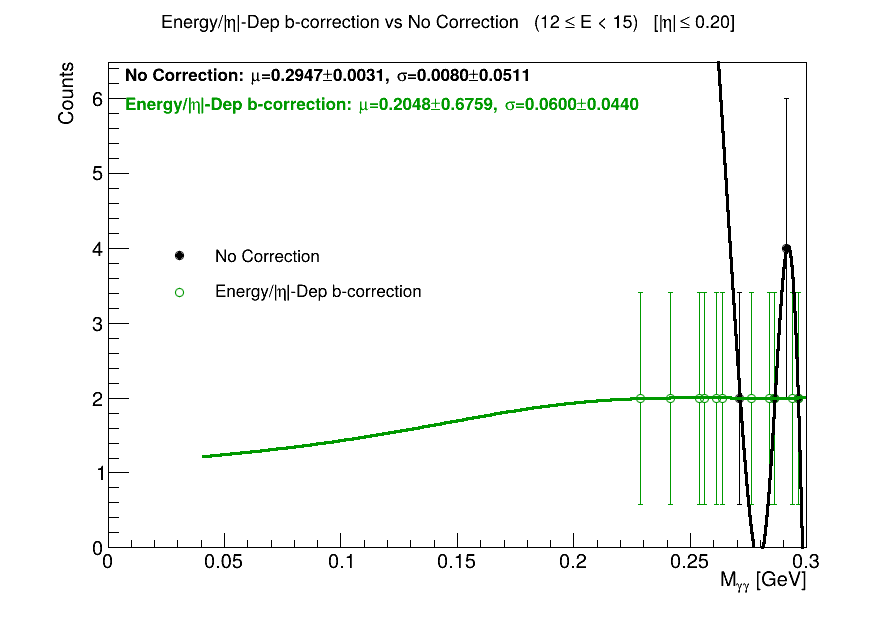 Energy/|η|-Dep b-correction vs No Correction (12 ≤ E < 15) [|η| ≤ 0.20]
No Correction: μ=0.2947±0.0031, σ=0.0080±0.0511
Energy/|η|-Dep b-correction: μ=0.2048±0.6759, σ=0.0600±0.0440
Counts
6
5
4
3
2
1
0
No Correction
Energy/|η|-Dep b-correction
0 0.05 0.1 0.15 0.2 0.25 0.3
Mγγ [GeV]